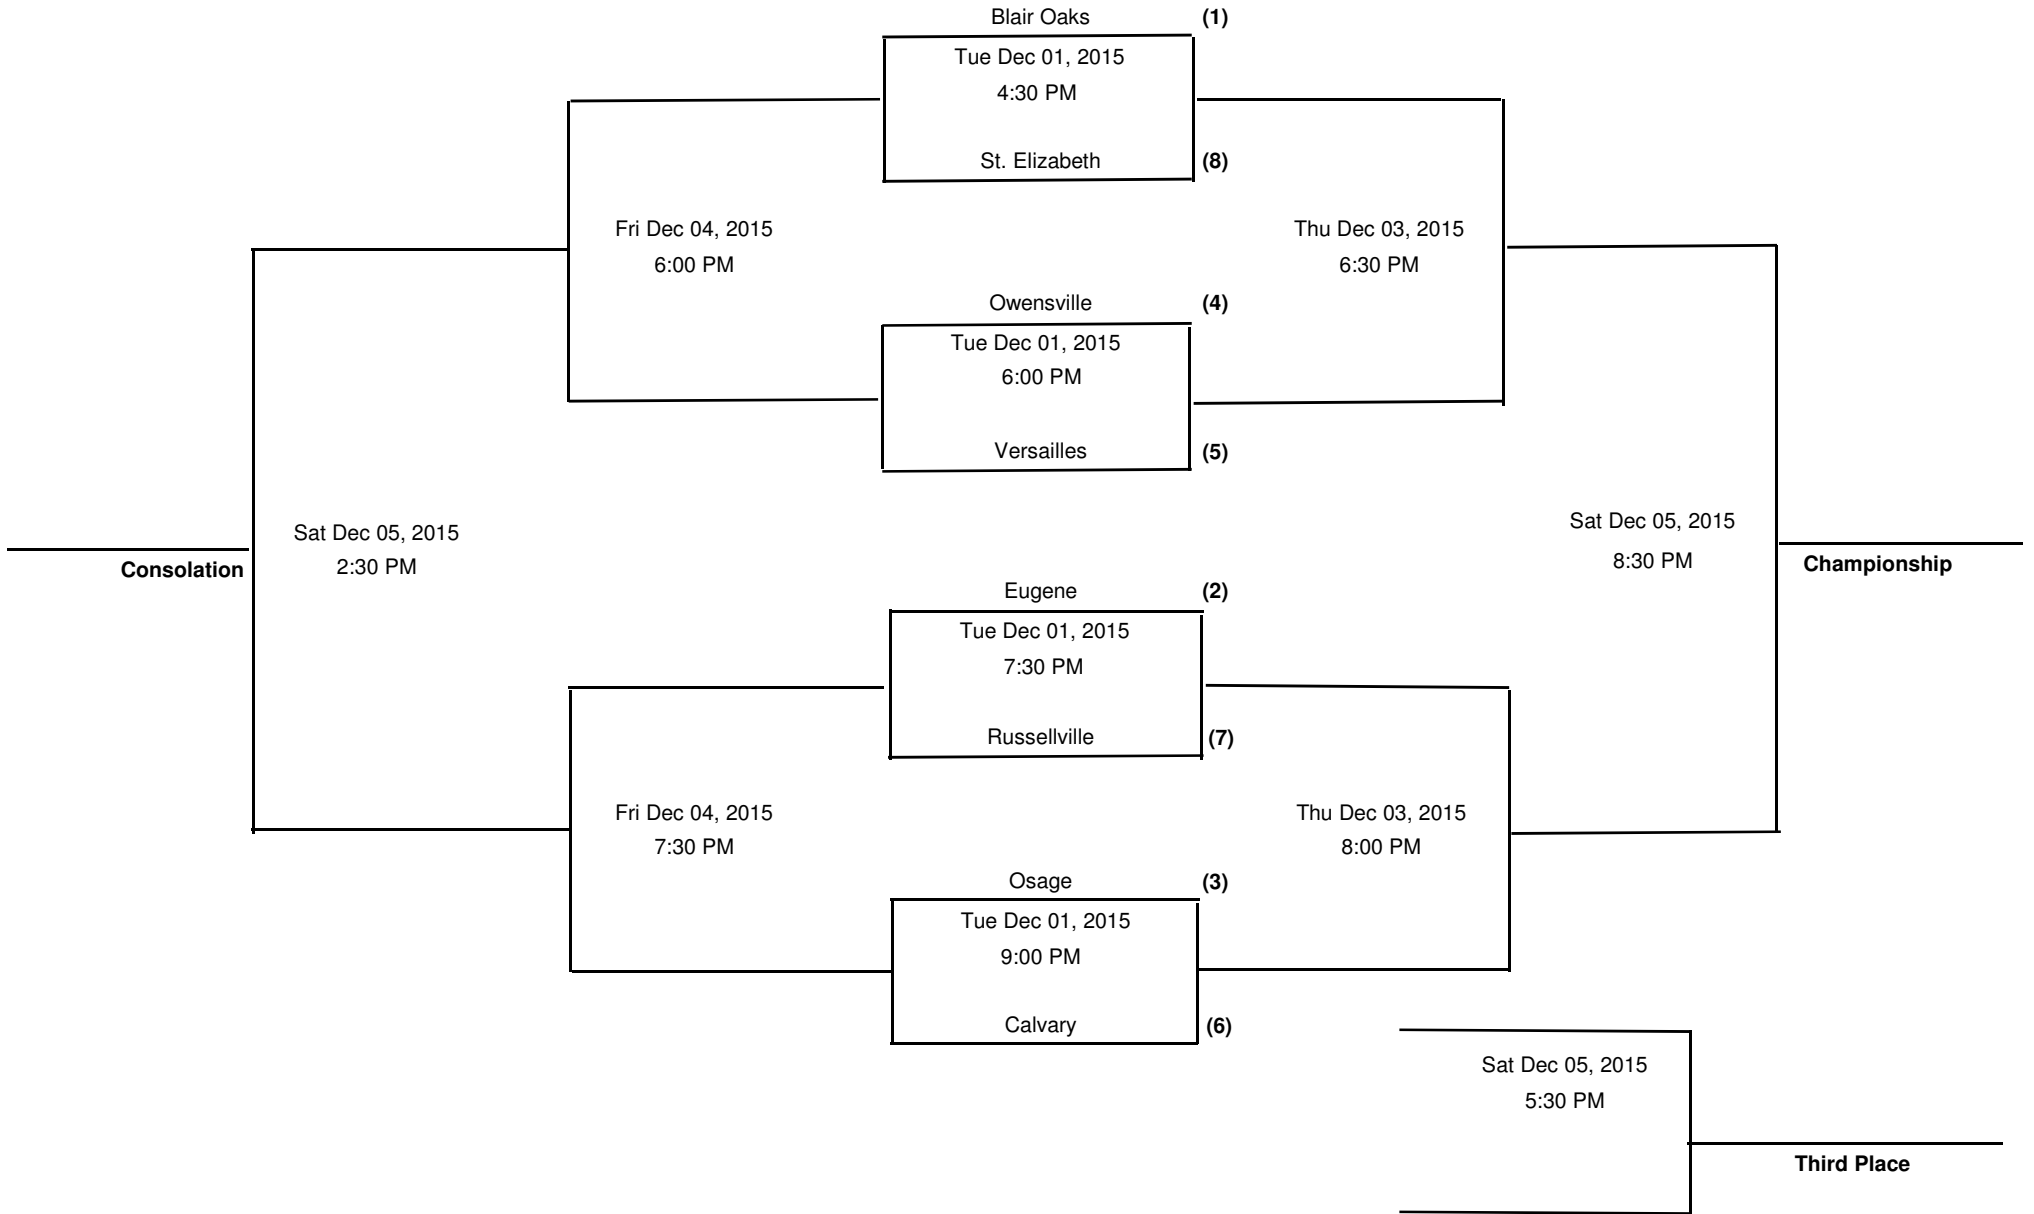 Blair Oaks (1)
Tue Dec 01, 2015
4:30 PM
St. Elizabeth (8)
Fri Dec 04, 2015
6:00 PM
Thu Dec 03, 2015
6:30 PM
Owensville (4)
Tue Dec 01, 2015
6:00 PM
Versailles (5)
Sat Dec 05, 2015
2:30 PM
Consolation
Sat Dec 05, 2015
8:30 PM
Championship
Eugene (2)
Tue Dec 01, 2015
7:30 PM
Russellville (7)
Fri Dec 04, 2015
7:30 PM
Thu Dec 03, 2015
8:00 PM
Osage (3)
Tue Dec 01, 2015
9:00 PM
Calvary (6)
Sat Dec 05, 2015
5:30 PM
Third Place